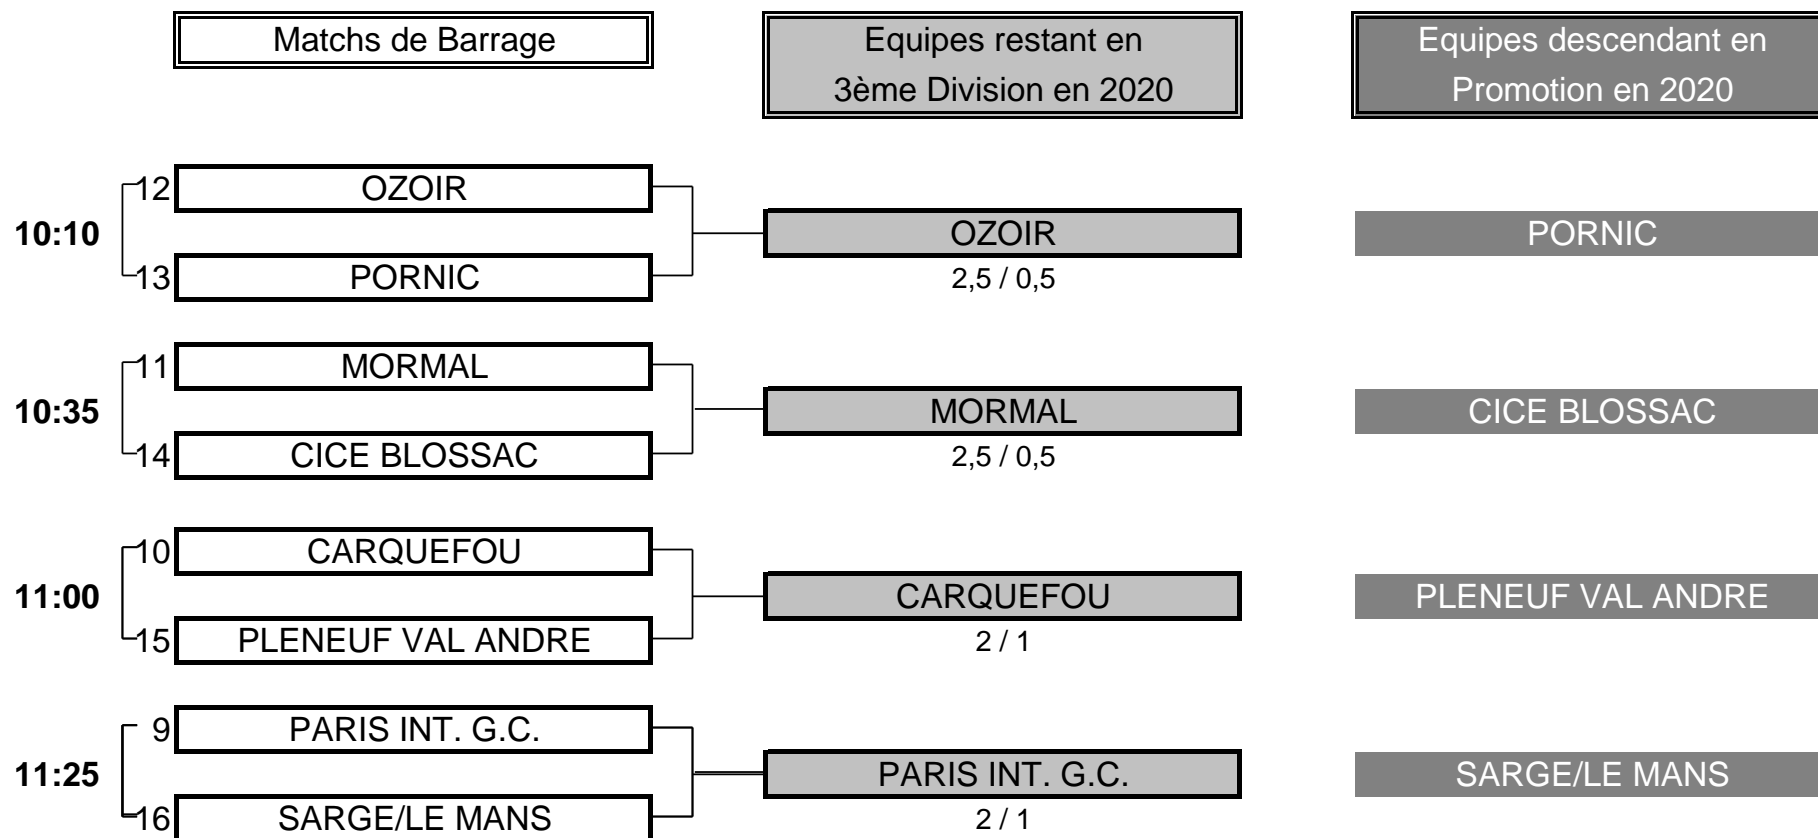 Matchs de Barrage
Equipes restant en
3ème Division en 2020
Equipes descendant en
Promotion en 2020
12 OZOIR
10:10 OZOIR PORNIC
13 PORNIC 2,5 / 0,5
11 MORMAL
10:35 MORMAL CICE BLOSSAC
14 CICE BLOSSAC 2,5 / 0,5
10 CARQUEFOU
11:00 CARQUEFOU PLENEUF VAL ANDRE
15 PLENEUF VAL ANDRE 2 / 1
9 PARIS INT. G.C.
11:25 PARIS INT. G.C. SARGE/LE MANS
16 SARGE/LE MANS 2 / 1